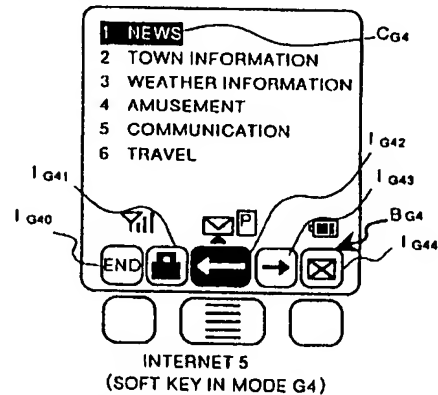 1 NEWS
2 TOWN INFORMATION
3 WEATHER INFORMATION
4 AMUSEMENT
5 COMMUNICATION
6 TRAVEL
CG4
IG42
IG41
IG43
IG40
P
BG4
END
IG44
INTERNET 5
(SOFT KEY IN MODE G4)